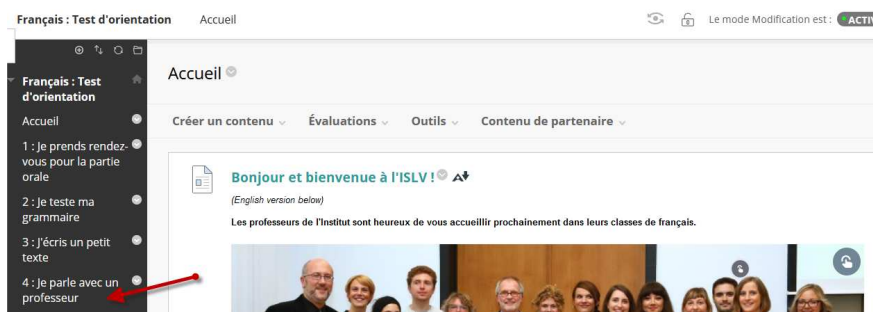 Français : Test d'orientation Accueil
Le mode Modification est :
Français : Test
d'orientation
Accueil
1 : Je prends rendez-
vous pour la partie
orale
2 : Je teste ma
grammaire
3 : J'écris un petit
texte
4 : Je parle avec un
professeur
Accueil
Créer un contenu Évaluations Outils Contenu de partenaire
Bonjour et bienvenue à l'ISLV !
(English version below)
Les professeurs de l'Institut sont heureux de vous accueillir prochainement dans leurs classes de français.